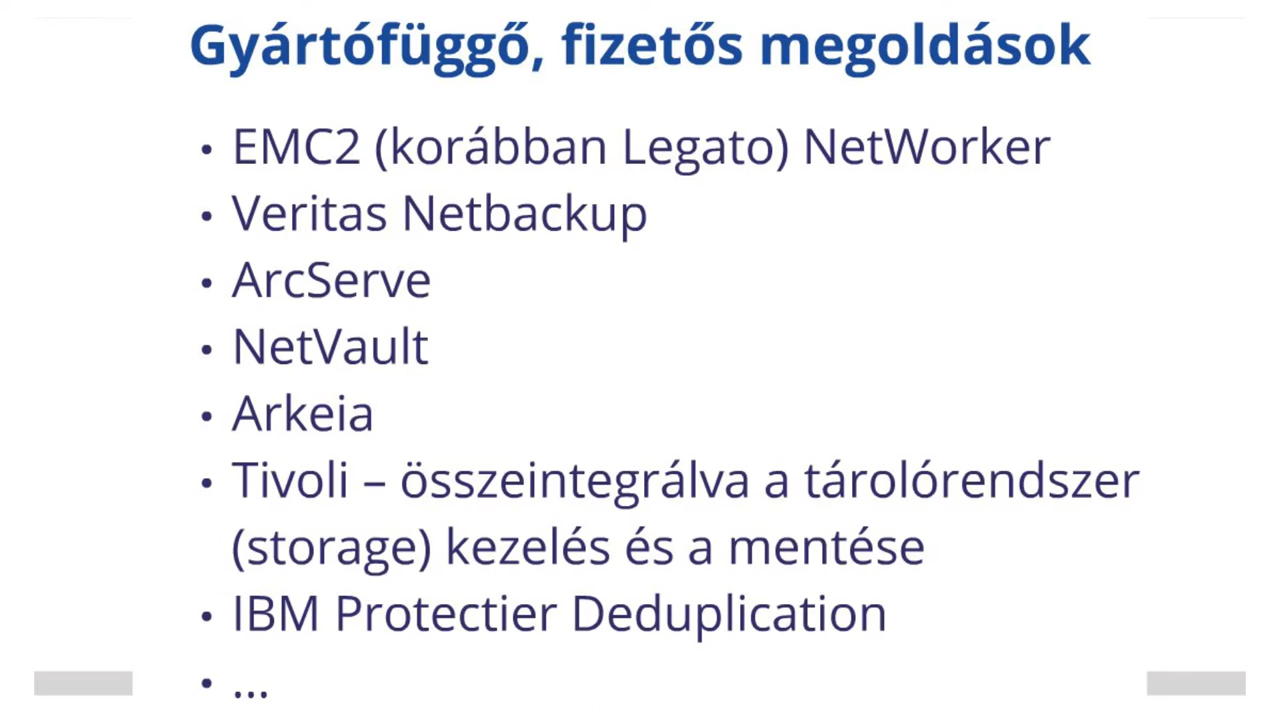 Gyártófüggő, fizetős megoldások
• EMC2 (korábban Legato) NetWorker
• Veritas Netbackup
• ArcServe
• NetVault
• Arkeia
• Tivoli – összeintegrálva a tárolórendszer
(storage) kezelés és a mentése
• IBM Protectier Deduplication
• ...